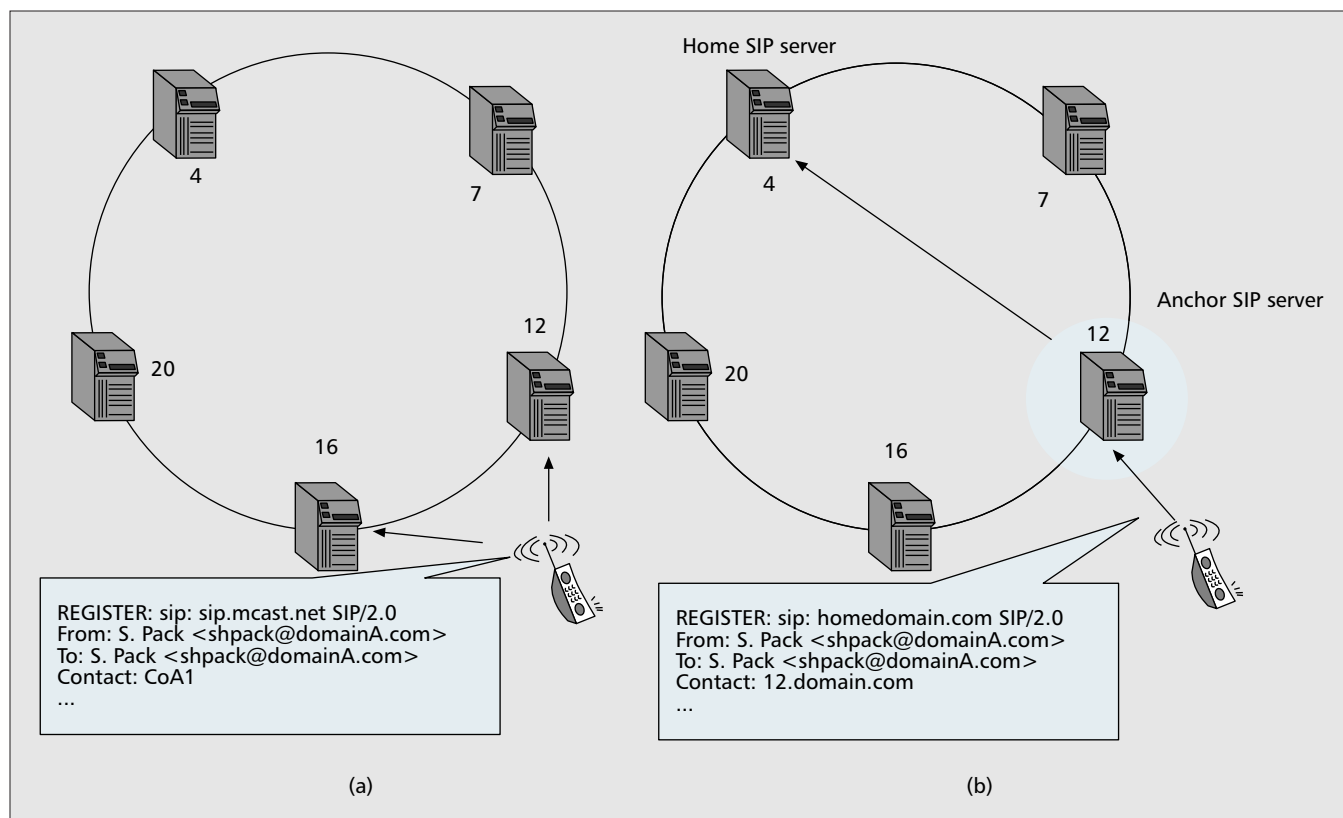 4
7
12
20
16
REGISTER: sip: sip.mcast.net SIP/2.0
From: S. Pack <shpack@domainA.com>
To: S. Pack <shpack@domainA.com>
Contact: CoA1
...
(a)
Home SIP server
4
7
Anchor SIP server
12
20
16
REGISTER: sip: homedomain.com SIP/2.0
From: S. Pack <shpack@domainA.com>
To: S. Pack <shpack@domainA.com>
Contact: 12.domain.com
...
(b)